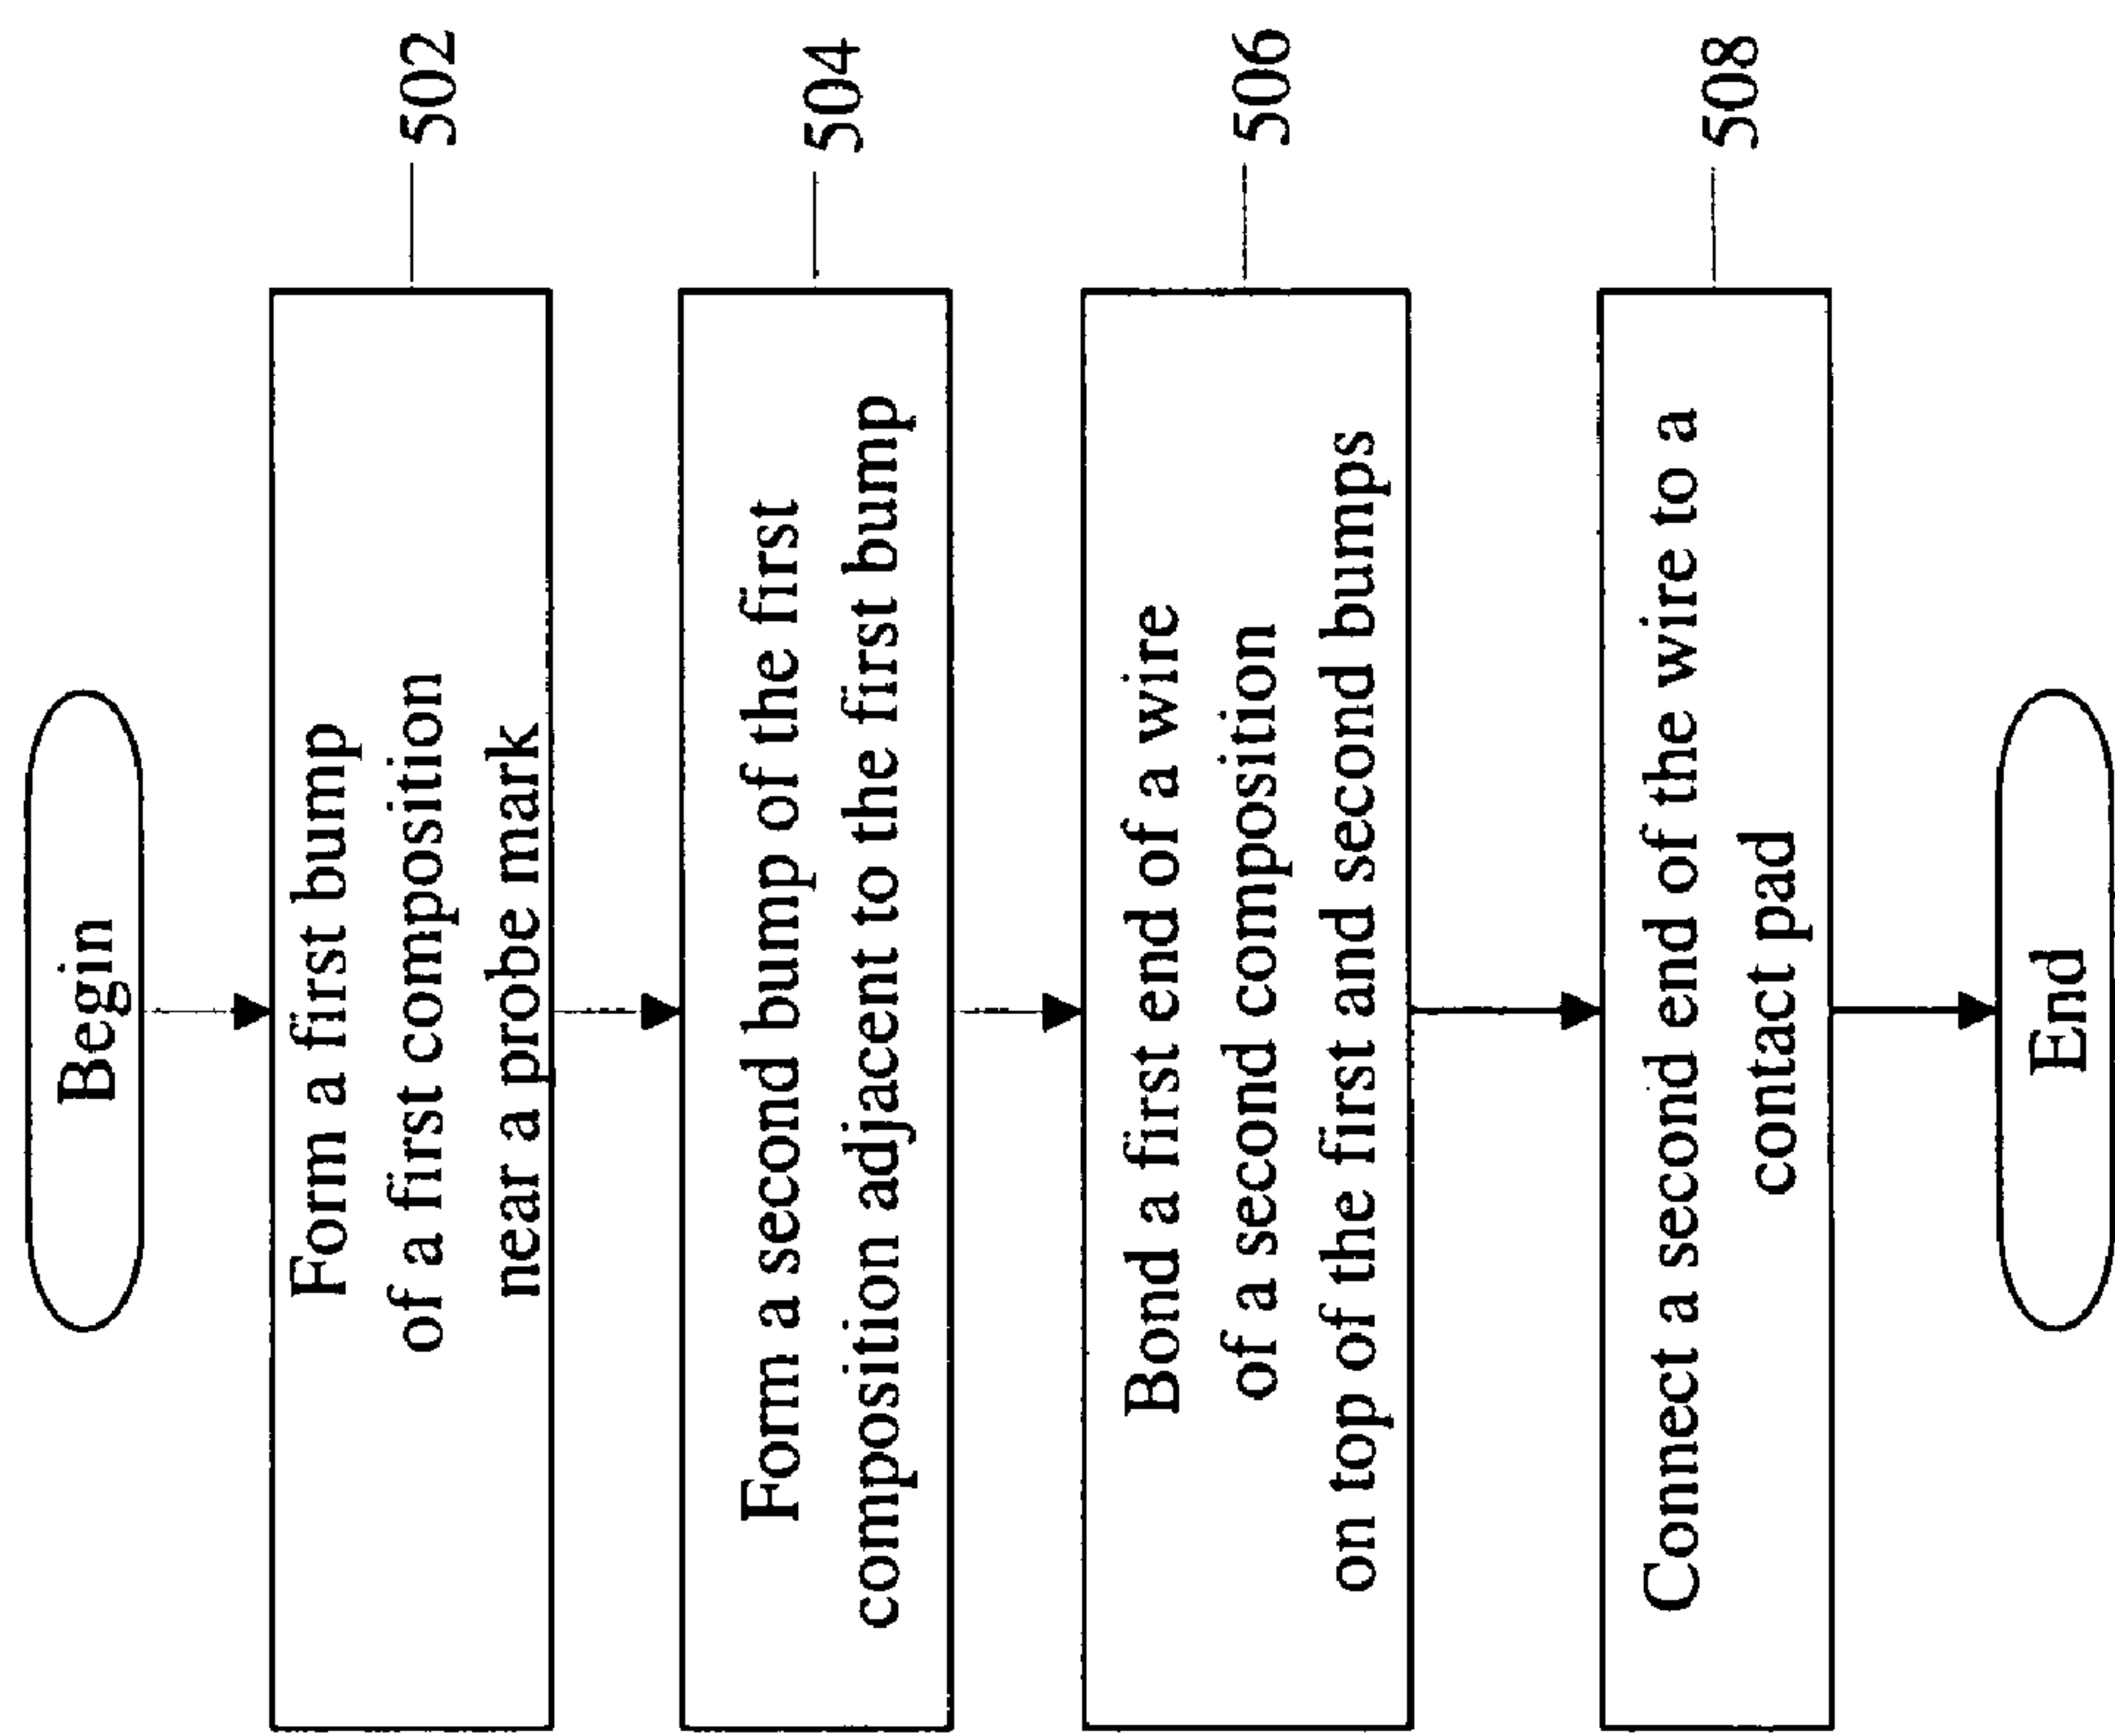 Begin
Form a first bump
of a first composition
near a probe mark
502
Form a second bump of the first
composition adjacent to the first bump
504
Bond a first end of a wire
of a second composition
on top of the first and second bumps
506
Connect a second end of the wire to a
contact pad
508
End